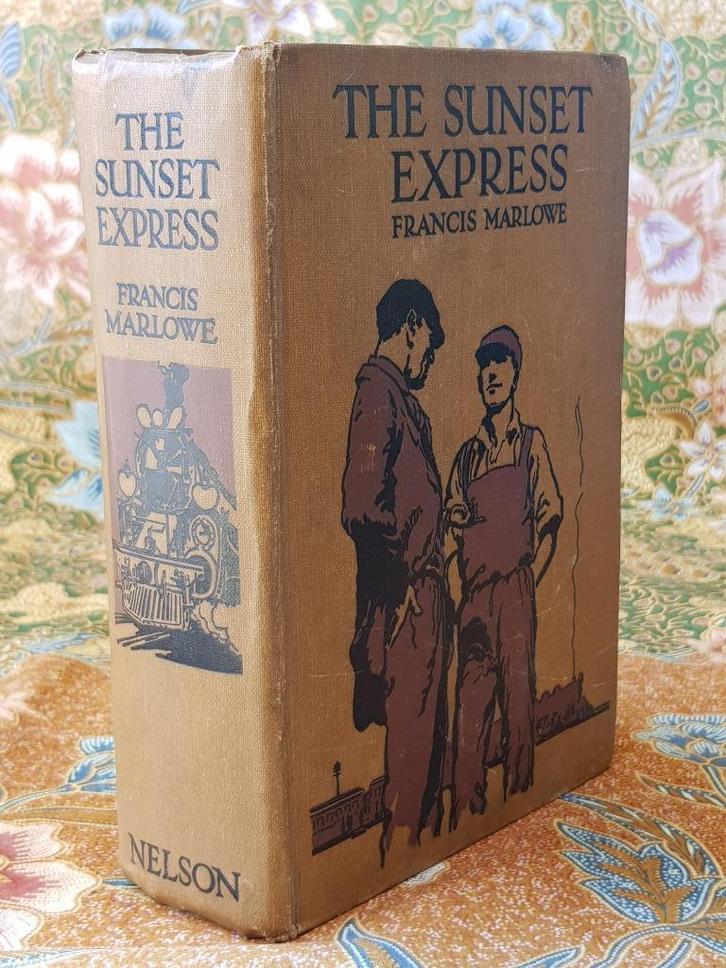 THE
SUNSET
EXPRESS
FRANCIS
MARLOWE
NELSON
THE SUNSET
EXPRESS
FRANCIS MARLOWE